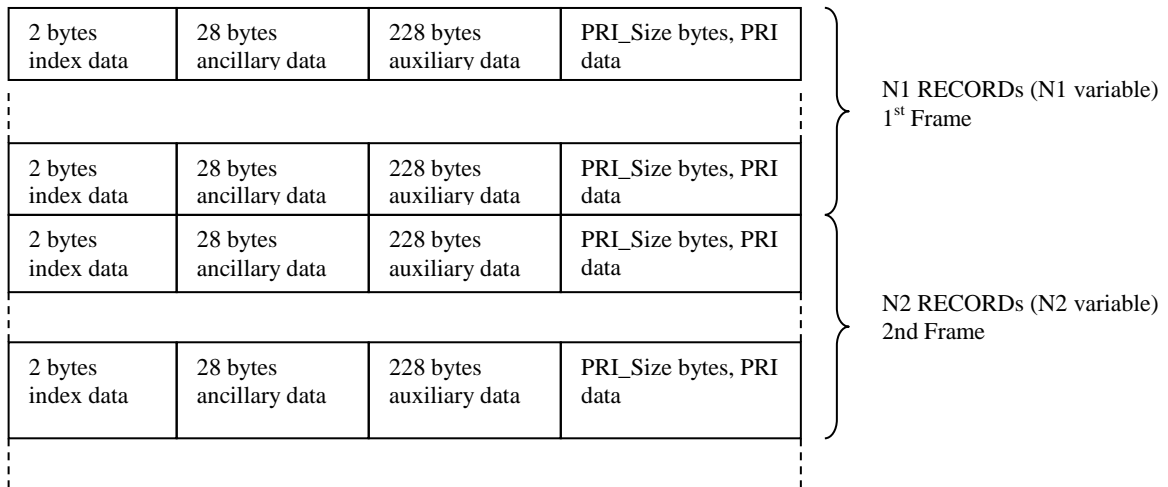 2 bytes
index data
28 bytes
ancillary data
228 bytes
auxiliary data
PRI_Size bytes, PRI
data
N1 RECORDs (N1 variable)
1st Frame
2 bytes
index data
28 bytes
ancillary data
228 bytes
auxiliary data
PRI_Size bytes, PRI
data
2 bytes
index data
28 bytes
ancillary data
228 bytes
auxiliary data
PRI_Size bytes, PRI
data
N2 RECORDs (N2 variable)
2nd Frame
2 bytes
index data
28 bytes
ancillary data
228 bytes
auxiliary data
PRI_Size bytes, PRI
data